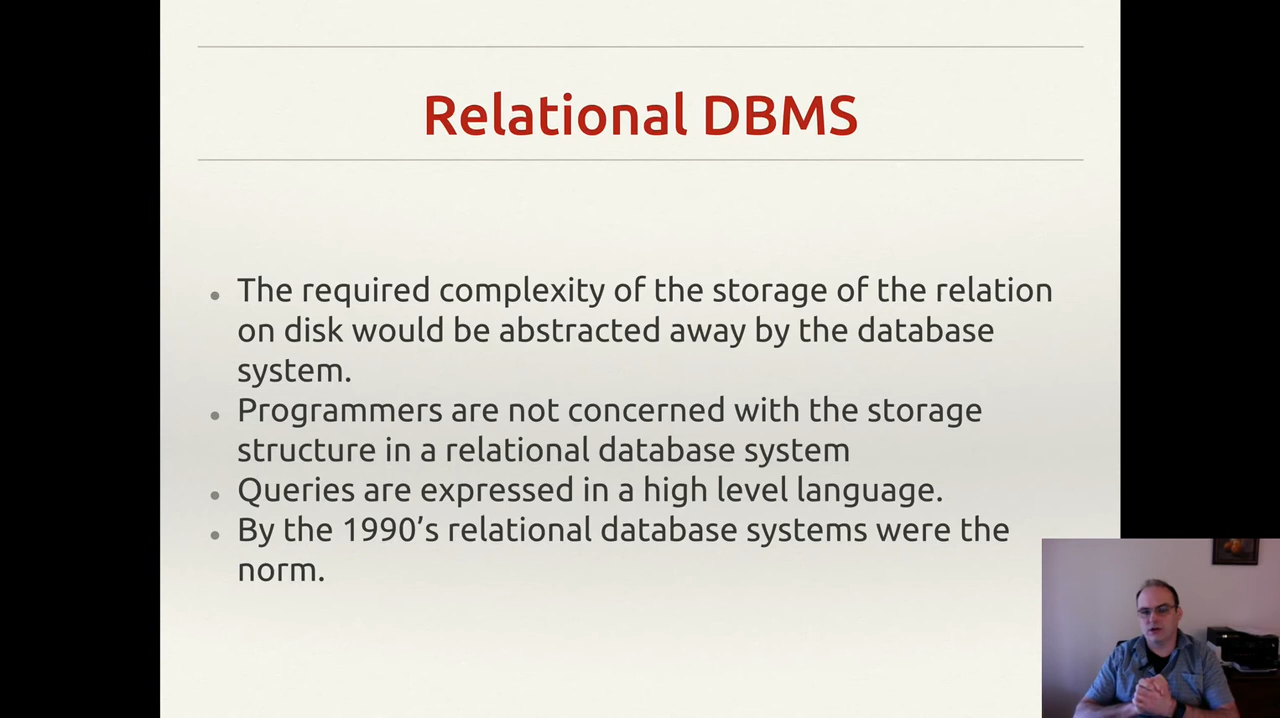 Relational DBMS
The required complexity of the storage of the relation
on disk would be abstracted away by the database
system.
Programmers are not concerned with the storage
structure in a relational database system
Queries are expressed in a high level language.
By the 1990’s relational database systems were the
norm.